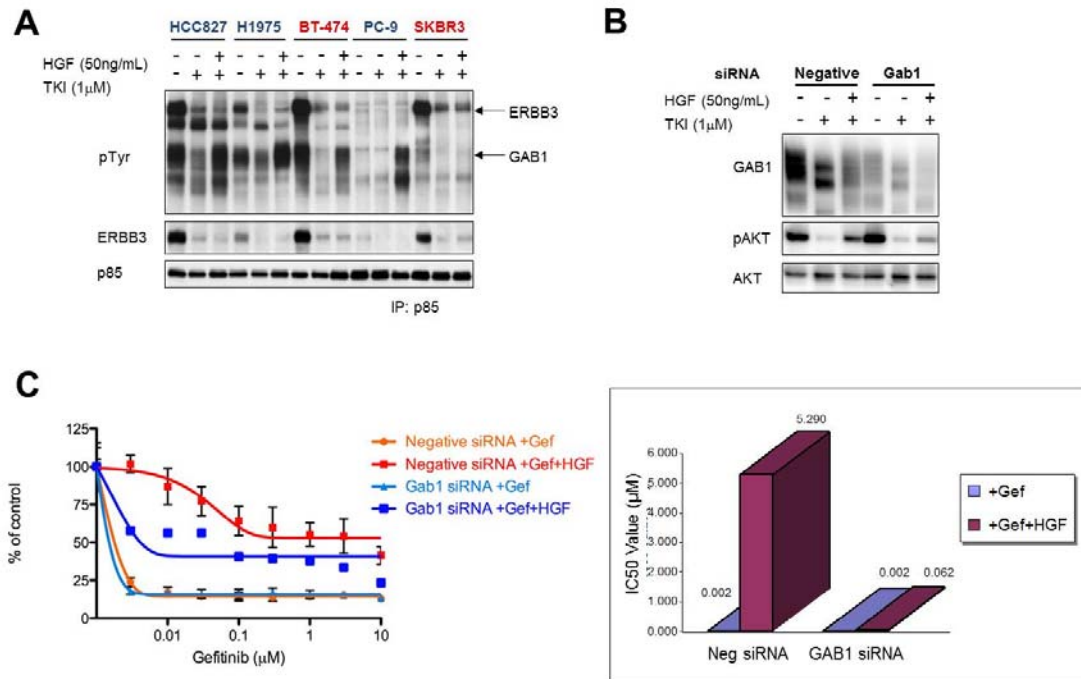 A
HCC827 H1975 BT-474 PC-9 SKBR3
HGF (50ng/mL) - - + - - + - - + - - + - - +
TKI (1μM) - + + - + + - + + - + + - + +
pTyr
ERBB3
GAB1
ERBB3
p85
IP: p85
B
siRNA Negative Gab1
HGF (50ng/mL) - - + - - +
TKI (1μM) - + + - + +
GAB1
pAKT
AKT
C
% of control
125
100
75
50
25
0
0.01 0.1 1 10
Gefitinib (μM)
Negative siRNA +Gef
Negative siRNA +Gef+HGF
Gab1 siRNA +Gef
Gab1 siRNA +Gef+HGF
IC50 Value (μM)
6.000
5.000
4.000
3.000
2.000
1.000
0.000
0.002
5.290
0.002
0.062
Neg siRNA GAB1 siRNA
+Gef
+Gef+HGF